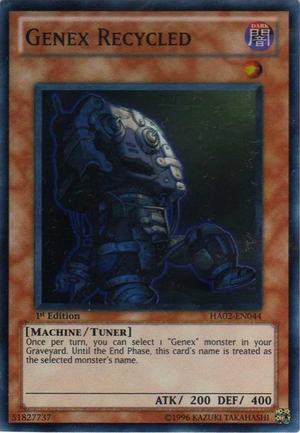 GENEX RECYCLED
DARK
闇
1st Edition
HA02-EN044
[MACHINE/TUNER]
Once per turn, you can select 1 "Genex" monster in your
Graveyard. Until the End Phase, this card's name is treated as
the selected monster's name.
ATK/ 200 DEF/ 400
51827737
©1996 KAZUKI TAKAHASHI